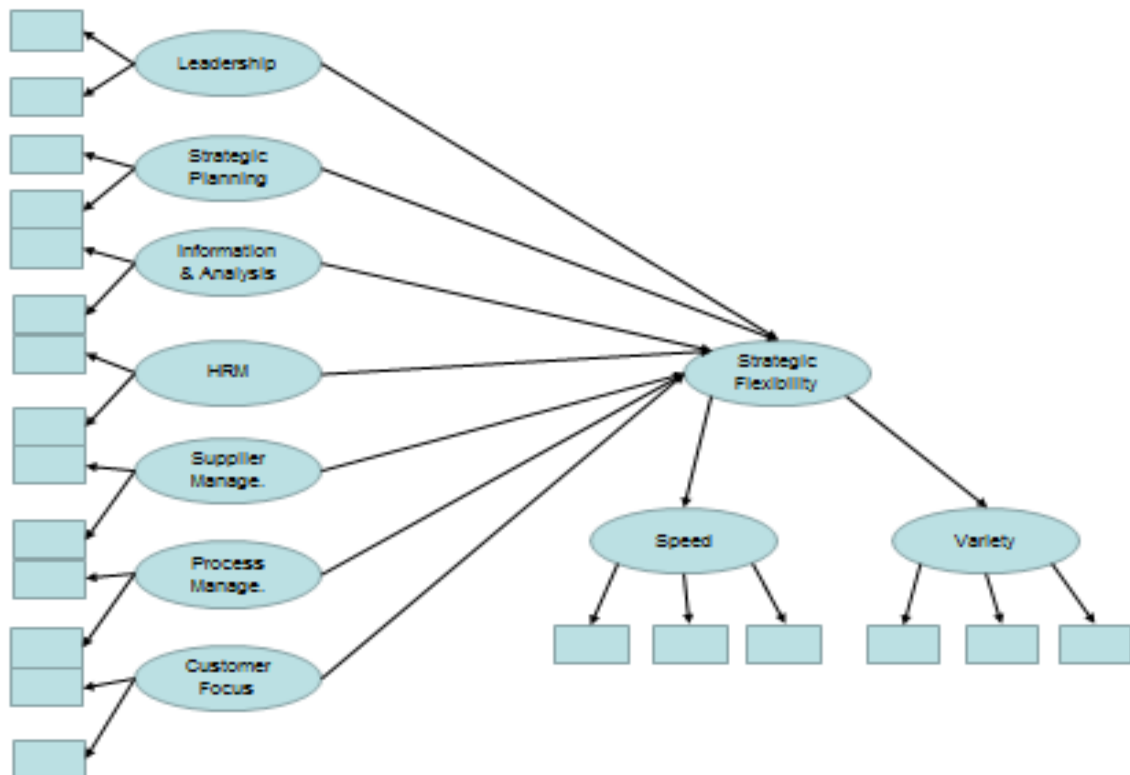 Leadership
Strategic
Planning
Information
& Analysis
HRM
Supplier
Manage.
Process
Manage.
Customer
Focus
Strategic
Flexibility
Speed
Variety